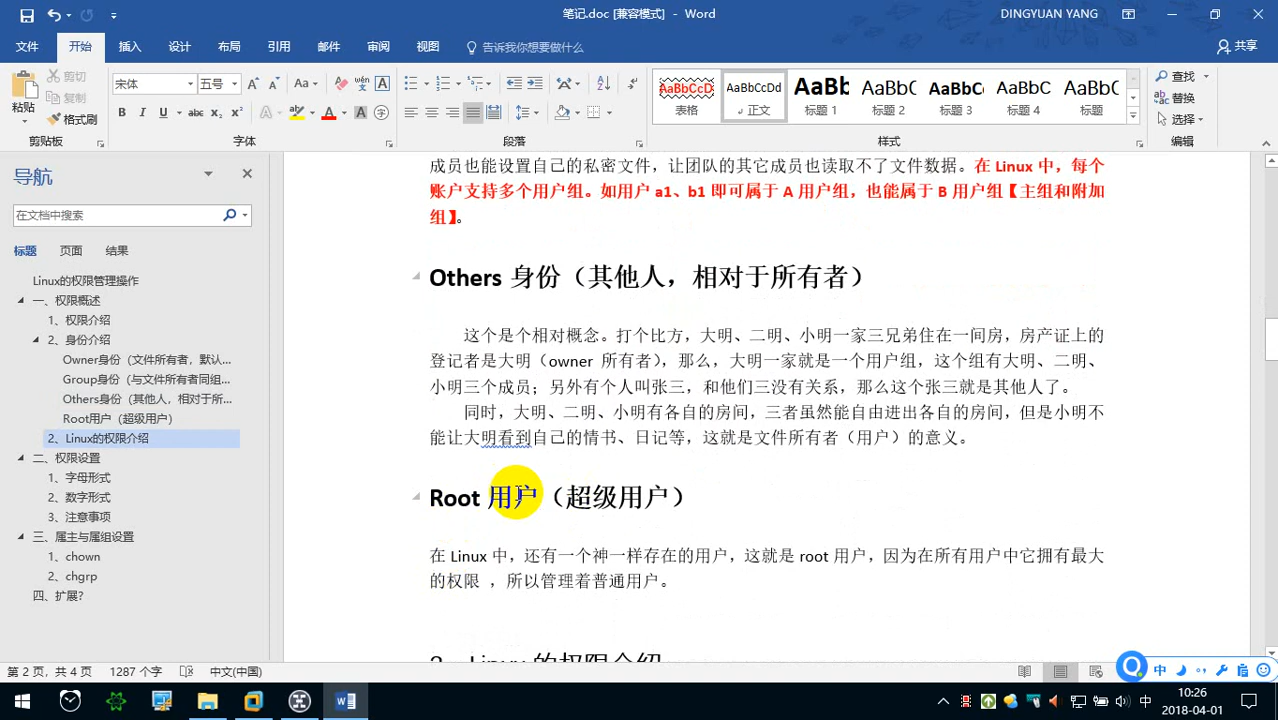 笔记.doc [兼容模式] - Word
DINGYUAN YANG
文件 开始 插入 设计 布局 引用 邮件 审阅 视图 告诉我你想要做什么 共享
粘贴
剪切
复制
格式刷
宋体 五号
AaBbCcD AaBbCcDd AaBb AaBbC AaBbC AaBbC AaBbC
表格 正文 标题 1 标题 2 标题 3 标题 4 标题
查找
替换
选择
剪贴板 字体 段落 样式 编辑
导航
在文档中搜索
标题 页面 结果
Linux的权限管理操作
一、权限概述
1、权限介绍
2、身份介绍
Owner身份（文件所有者，默认...
Group身份（与文件所有者同组...
Others身份（其他人，相对于所...
Root用户（超级用户）
2、Linux的权限介绍
二、权限设置
1、字母形式
2、数字形式
3、注意事项
三、属主与属组设置
1、chown
2、chgrp
四、扩展?
成员也能设置自己的私密文件，让团队的其它成员也读取不了文件数据。在 Linux 中，每个
账户支持多个用户组。如用户 a1、b1 即可属于 A 用户组，也能属于 B 用户组【主组和附加
组】。
Others 身份（其他人，相对于所有者）
这个是个相对概念。打个比方，大明、二明、小明一家三兄弟住在一间房，房产证上的
登记者是大明（owner 所有者），那么，大明一家就是一个用户组，这个组有大明、二明、
小明三个成员；另外有个人叫张三，和他们三没有关系，那么这个张三就是其他人了。
同时，大明、二明、小明有各自的房间，三者虽然能自由进出各自的房间，但是小明不
能让大明看到自己的情书、日记等，这就是文件所有者（用户）的意义。
Root 用户（超级用户）
在 Linux 中，还有一个神一样存在的用户，这就是 root 用户，因为在所有用户中它拥有最大
的权限 ，所以管理着普通用户。
2、Linux 的权限介绍
第 2 页，共 4 页 1287 个字 中文(中国)
中
中 10:26
2018-04-01